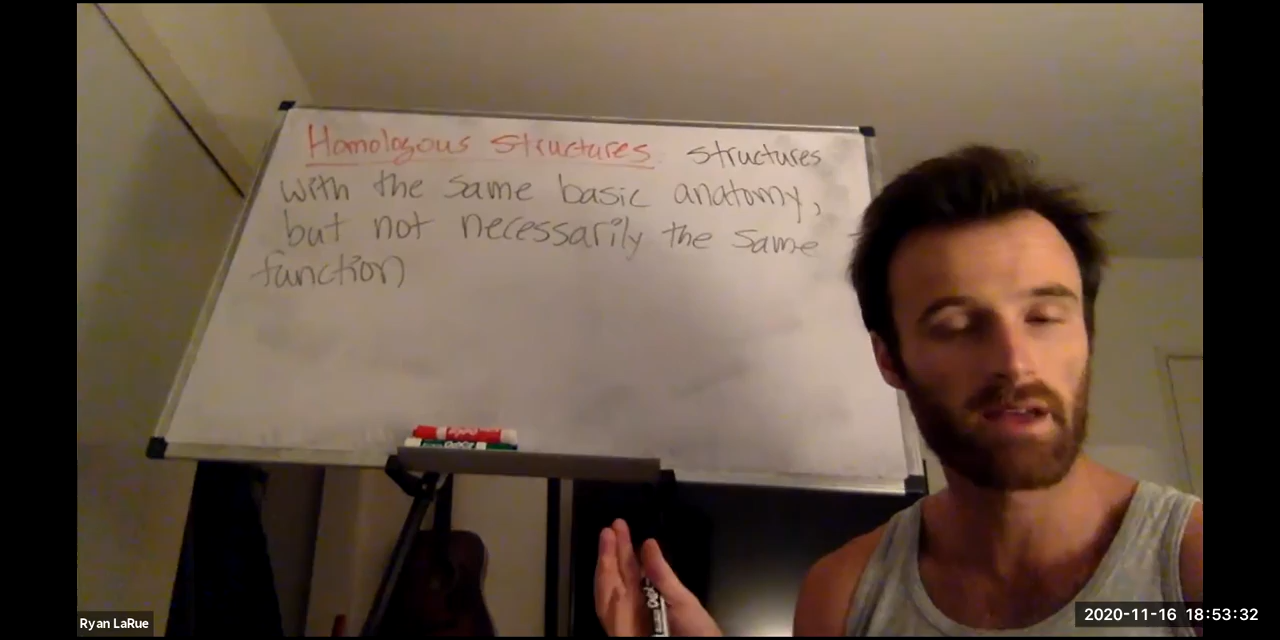 Homologous Structures: structures
with the same basic anatomy,
but not necessarily the same
function
EXPO
Ryan LaRue
2020-11-16 18:53:32